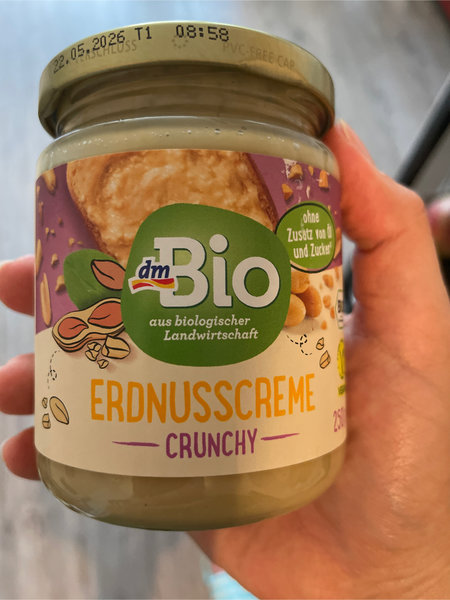 22.05.2026 T1 08:58
VERSCHLUSS PVC-FREE CAP
ohne
Zusatz von Öl
und Zucker*
dm
Bio
aus biologischer
Landwirtschaft
ERDNUSSCREME
CRUNCHY